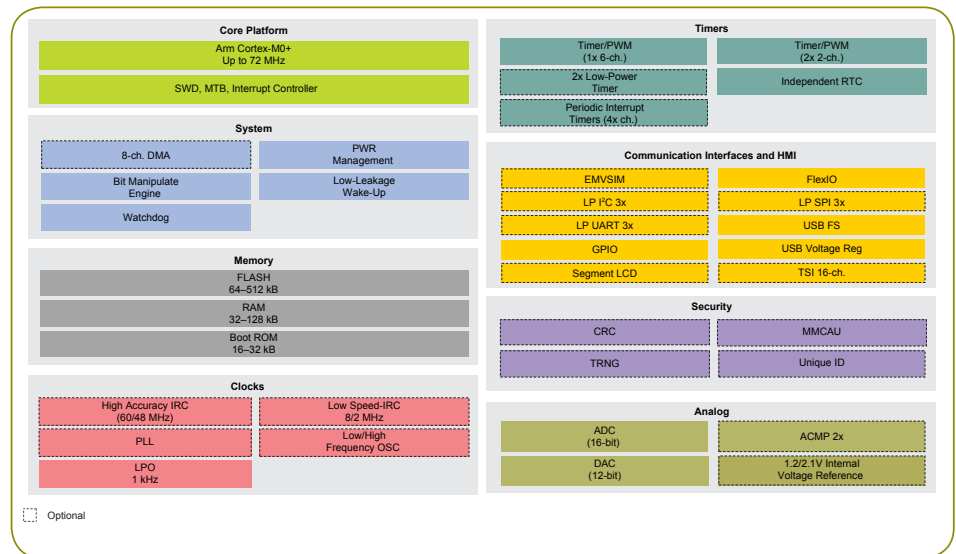 Core Platform
Arm Cortex-M0+
Up to 72 MHz
SWD, MTB, Interrupt Controller
System
8-ch. DMA
PWR
Management
Bit Manipulate
Engine
Low-Leakage
Wake-Up
Watchdog
Memory
FLASH
64–512 kB
RAM
32–128 kB
Boot ROM
16–32 kB
Clocks
High Accuracy IRC
(60/48 MHz)
Low Speed-IRC
8/2 MHz
PLL
Low/High
Frequency OSC
LPO
1 kHz
Optional
Timers
Timer/PWM
(1x 6-ch.)
Timer/PWM
(2x 2-ch.)
2x Low-Power
Timer
Independent RTC
Periodic Interrupt
Timers (4x ch.)
Communication Interfaces and HMI
EMVSIM
FlexIO
LP I²C 3x
LP SPI 3x
LP UART 3x
USB FS
GPIO
USB Voltage Reg
Segment LCD
TSI 16-ch.
Security
CRC
MMCAU
TRNG
Unique ID
Analog
ADC
(16-bit)
ACMP 2x
DAC
(12-bit)
1.2/2.1V Internal
Voltage Reference